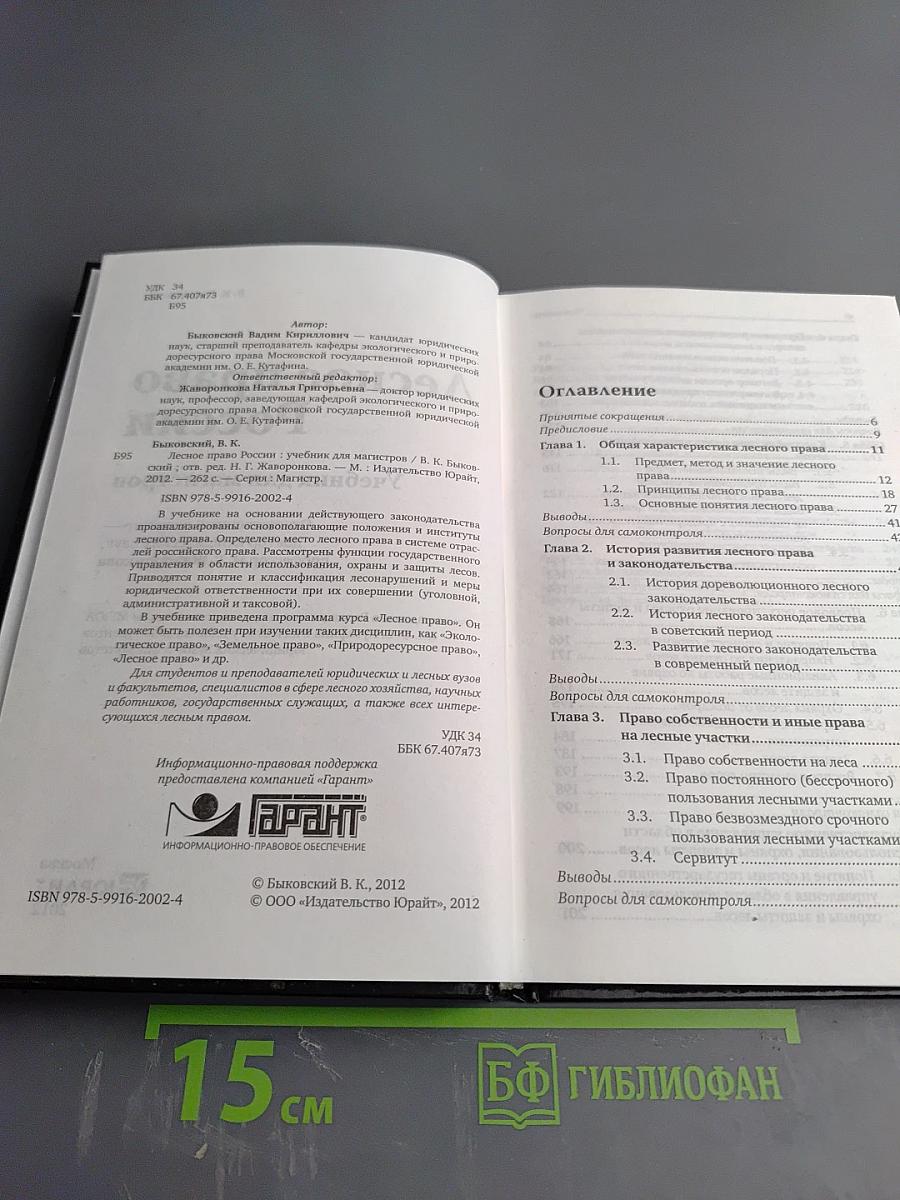 УДК 34
ББК 67.407я73
Б95
Автор:
Быковский Вадим Кириллович — кандидат юридических
наук, старший преподаватель кафедры экологического и приро-
доресурсного права Московской государственной юридической
академии им. О. Е. Кутафина.
Ответственный редактор:
Жаворонкова Наталья Григорьевна — доктор юридических
наук, профессор, заведующая кафедрой экологического и приро-
доресурсного права Московской государственной юридической
академии им. О. Е. Кутафина.
Быковский, В. К.
Б95 Лесное право России : учебник для магистров / В. К. Быков-
ский ; отв. ред. Н. Г. Жаворонкова. — М. : Издательство Юрайт,
2012. — 262 с. — Серия : Магистр.
ISBN 978-5-9916-2002-4
В учебнике на основании действующего законодательства
проанализированы основополагающие положения и институты
лесного права. Определено место лесного права в системе отрас-
лей российского права. Рассмотрены функции государственного
управления в области использования, охраны и защиты лесов.
Приводятся понятие и классификация лесонарушений и меры
юридической ответственности при их совершении (уголовной,
административной и таксовой).
В учебнике приведена программа курса «Лесное право». Он
может быть полезен при изучении таких дисциплин, как «Эколо-
гическое право», «Земельное право», «Природоресурсное право»,
«Лесное право» и др.
Для студентов и преподавателей юридических и лесных вузов
и факультетов, специалистов в сфере лесного хозяйства, научных
работников, государственных служащих, а также всех интере-
сующихся лесным правом.
УДК 34
ББК 67.407я73
Информационно-правовая поддержка
предоставлена компанией «Гарант»
ГАРАНТ®
ИНФОРМАЦИОННО-ПРАВОВОЕ ОБЕСПЕЧЕНИЕ
© Быковский В. К., 2012
ISBN 978-5-9916-2002-4 © ООО «Издательство Юрайт», 2012
Оглавление
Принятые сокращения 6
Предисловие 9
Глава 1. Общая характеристика лесного права 11
1.1. Предмет, метод и значение лесного
права 12
1.2. Принципы лесного права 18
1.3. Основные понятия лесного права 27
Выводы 41
Вопросы для самоконтроля
Глава 2. История развития лесного права
и законодательства
2.1. История дореволюционного лесного
законодательства
2.2. История лесного законодательства
в советский период
2.3. Развитие лесного законодательства
в современный период
Выводы
Вопросы для самоконтроля
Глава 3. Право собственности и иные права
на лесные участки
3.1. Право собственности на леса
3.2. Право постоянного (бессрочного)
пользования лесными участками
3.3. Право безвозмездного срочного
пользования лесными участками
3.4. Сервитут
Выводы
Вопросы для самоконтроля
15 см
БФ ГИБЛИОФАН